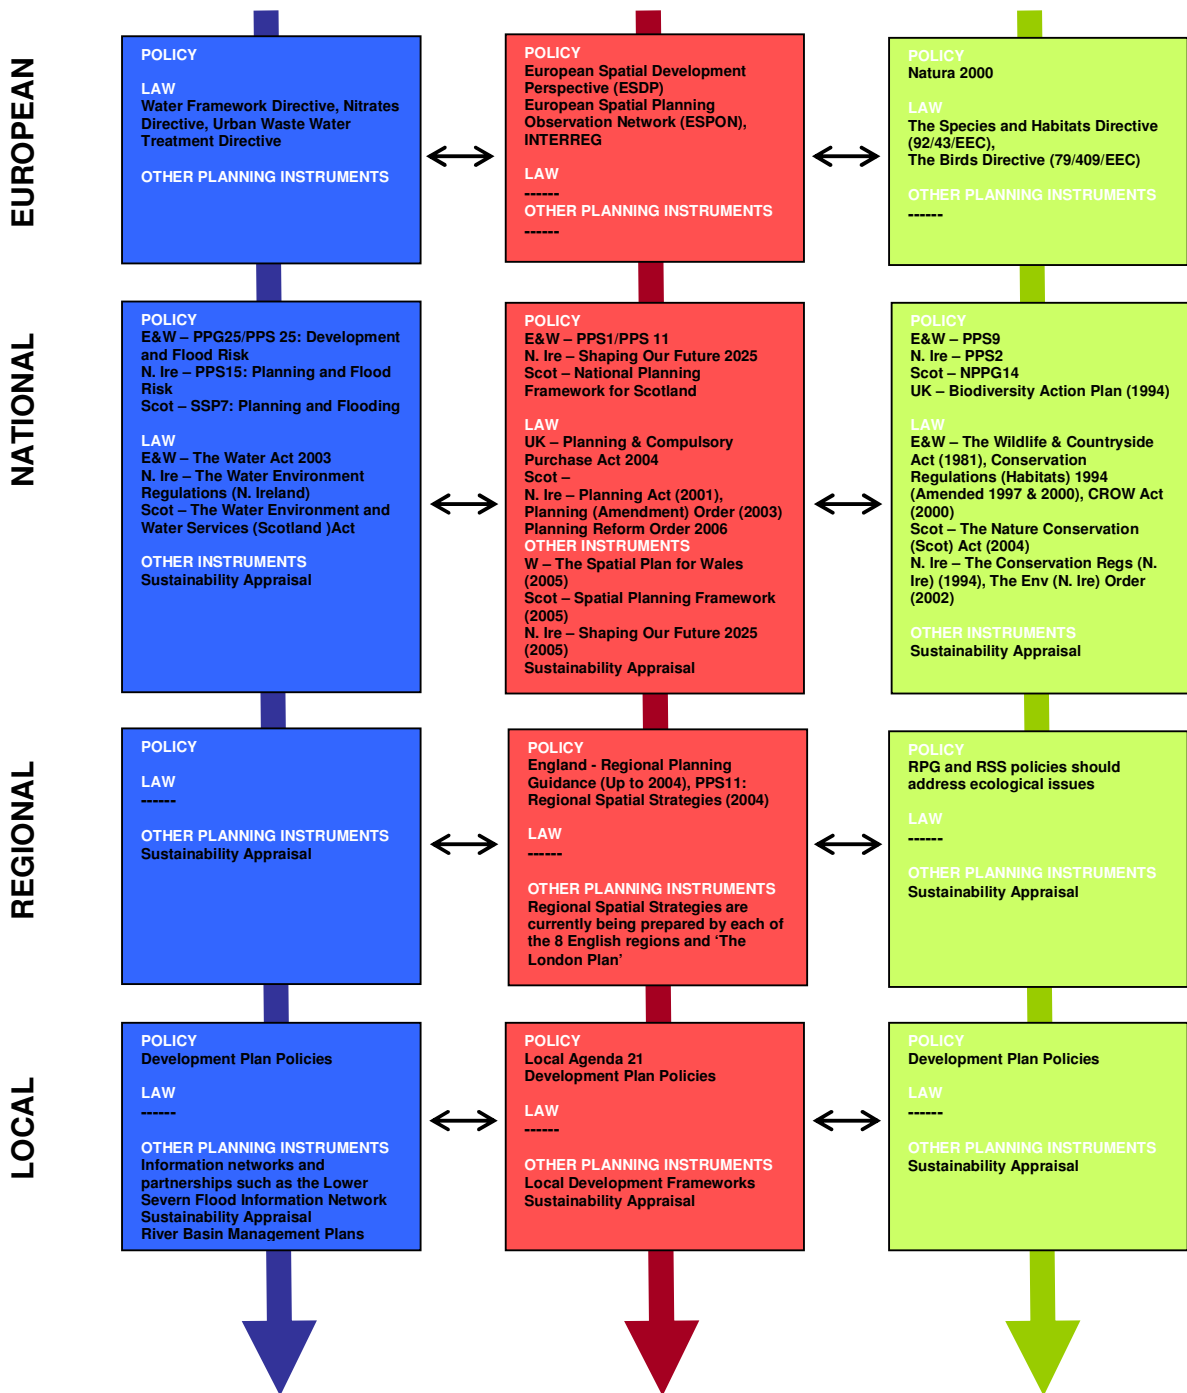 EUROPEAN
POLICY
LAW
Water Framework Directive, Nitrates
Directive, Urban Waste Water
Treatment Directive
OTHER PLANNING INSTRUMENTS
POLICY
European Spatial Development
Perspective (ESDP)
European Spatial Planning
Observation Network (ESPON),
INTERREG
LAW
------
OTHER PLANNING INSTRUMENTS
------
POLICY
Natura 2000
LAW
The Species and Habitats Directive
(92/43/EEC),
The Birds Directive (79/409/EEC)
OTHER PLANNING INSTRUMENTS
------
NATIONAL
POLICY
E&W – PPG25/PPS 25: Development
and Flood Risk
N. Ire – PPS15: Planning and Flood
Risk
Scot – SSP7: Planning and Flooding
LAW
E&W – The Water Act 2003
N. Ire – The Water Environment
Regulations (N. Ireland)
Scot – The Water Environment and
Water Services (Scotland )Act
OTHER INSTRUMENTS
Sustainability Appraisal
POLICY
E&W – PPS1/PPS 11
N. Ire – Shaping Our Future 2025
Scot – National Planning
Framework for Scotland
LAW
UK – Planning & Compulsory
Purchase Act 2004
Scot –
N. Ire – Planning Act (2001),
Planning (Amendment) Order (2003)
Planning Reform Order 2006
OTHER INSTRUMENTS
W – The Spatial Plan for Wales
(2005)
Scot – Spatial Planning Framework
(2005)
N. Ire – Shaping Our Future 2025
(2005)
Sustainability Appraisal
POLICY
E&W – PPS9
N. Ire – PPS2
Scot – NPPG14
UK – Biodiversity Action Plan (1994)
LAW
E&W – The Wildlife & Countryside
Act (1981), Conservation
Regulations (Habitats) 1994
(Amended 1997 & 2000), CROW Act
(2000)
Scot – The Nature Conservation
(Scot) Act (2004)
N. Ire – The Conservation Regs (N.
Ire) (1994), The Env (N. Ire) Order
(2002)
OTHER INSTRUMENTS
Sustainability Appraisal
REGIONAL
POLICY
LAW
------
OTHER PLANNING INSTRUMENTS
Sustainability Appraisal
POLICY
England - Regional Planning
Guidance (Up to 2004), PPS11:
Regional Spatial Strategies (2004)
LAW
------
OTHER PLANNING INSTRUMENTS
Regional Spatial Strategies are
currently being prepared by each of
the 8 English regions and ‘The
London Plan’
POLICY
RPG and RSS policies should
address ecological issues
LAW
------
OTHER PLANNING INSTRUMENTS
Sustainability Appraisal
LOCAL
POLICY
Development Plan Policies
LAW
------
OTHER PLANNING INSTRUMENTS
Information networks and
partnerships such as the Lower
Severn Flood Information Network
Sustainability Appraisal
River Basin Management Plans
POLICY
Local Agenda 21
Development Plan Policies
LAW
------
OTHER PLANNING INSTRUMENTS
Local Development Frameworks
Sustainability Appraisal
POLICY
Development Plan Policies
LAW
------
OTHER PLANNING INSTRUMENTS
Sustainability Appraisal